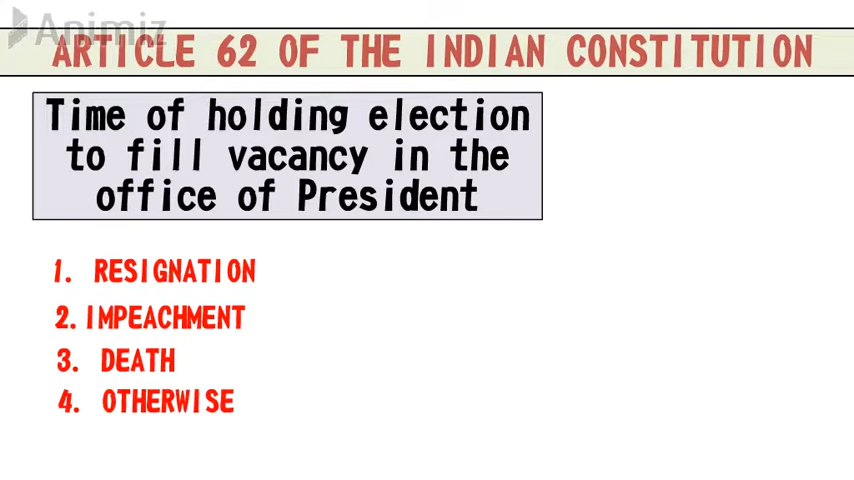 Animiz
ARTICLE 62 OF THE INDIAN CONSTITUTION
Time of holding election
to fill vacancy in the
office of President
1. RESIGNATION
2.IMPEACHMENT
3. DEATH
4. OTHERWISE